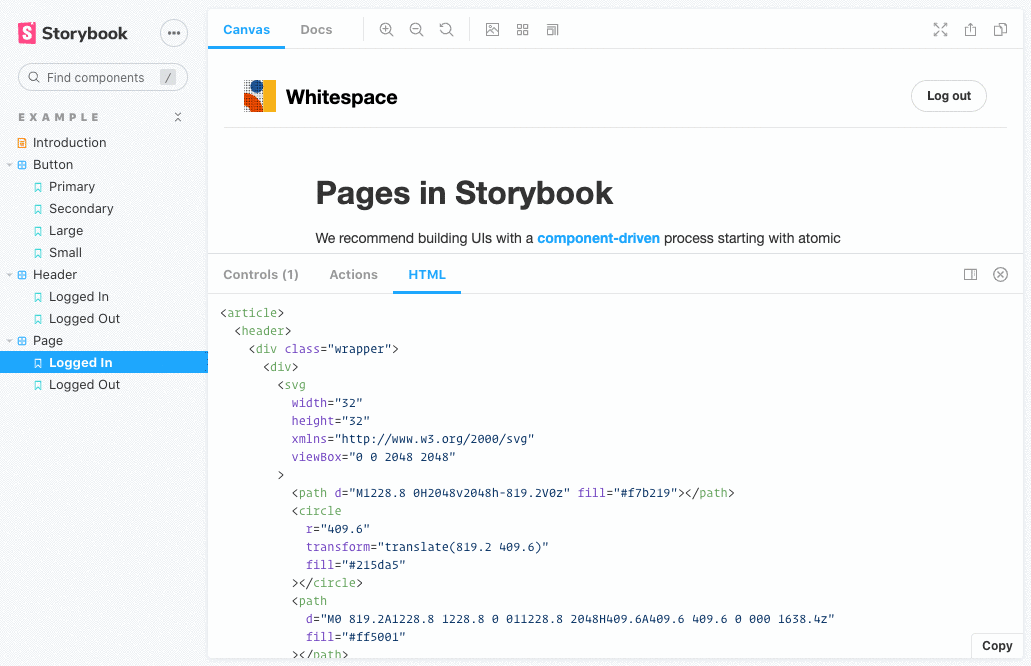 Storybook
Find components /
EXAMPLE
Introduction
Button
Primary
Secondary
Large
Small
Header
Logged In
Logged Out
Page
Logged In
Logged Out
Canvas Docs
Whitespace Log out
Pages in Storybook
We recommend building UIs with a component-driven process starting with atomic
Controls (1) Actions HTML
<article>
<header>
<div class="wrapper">
<div>
<svg
width="32"
height="32"
xmlns="http://www.w3.org/2000/svg"
viewBox="0 0 2048 2048"
>
<path d="M1228.8 0H2048v2048h-819.2V0z" fill="#f7b219"></path>
<circle
r="409.6"
transform="translate(819.2 409.6)"
fill="#215da5"
></circle>
<path
d="M0 819.2A1228.8 1228.8 0 011228.8 2048H409.6A409.6 409.6 0 000 1638.4z"
fill="#ff5001"
></path>
Copy